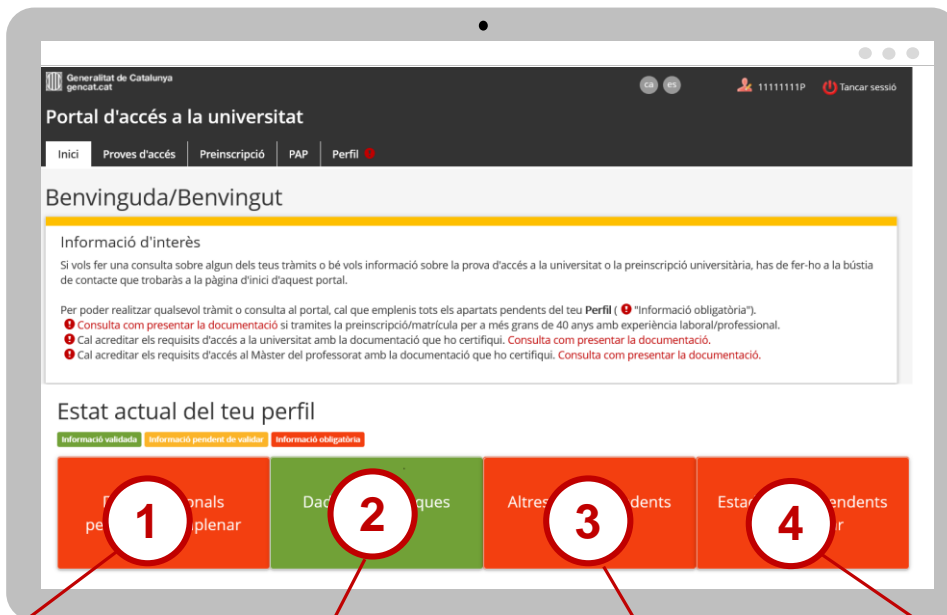 Generalitat de Catalunya
gencat.cat
ca es 11111111P Tancar sessió
Portal d'accés a la universitat
Inici Proves d'accés Preinscripció PAP Perfil
Benvinguda/Benvingut
Informació d'interès
Si vols fer una consulta sobre algun dels teus tràmits o bé vols informació sobre la prova d'accés a la universitat o la preinscripció universitària, has de fer-ho a la bústia
de contacte que trobaràs a la pàgina d'inici d'aquest portal.
Per poder realitzar qualsevol tràmit o consulta al portal, cal que emplenis tots els apartats pendents del teu Perfil ( "Informació obligatòria").
Consulta com presentar la documentació si tramites la preinscripció/matrícula per a més grans de 40 anys amb experiència laboral/professional.
Cal acreditar els requisits d'accés a la universitat amb la documentació que ho certifiqui. Consulta com presentar la documentació.
Cal acreditar els requisits d'accés al Màster del professorat amb la documentació que ho certifiqui. Consulta com presentar la documentació.
Estat actual del teu perfil
Informació validada Informació pendent de validar Informació obligatòria
Altres
1 2 3 4